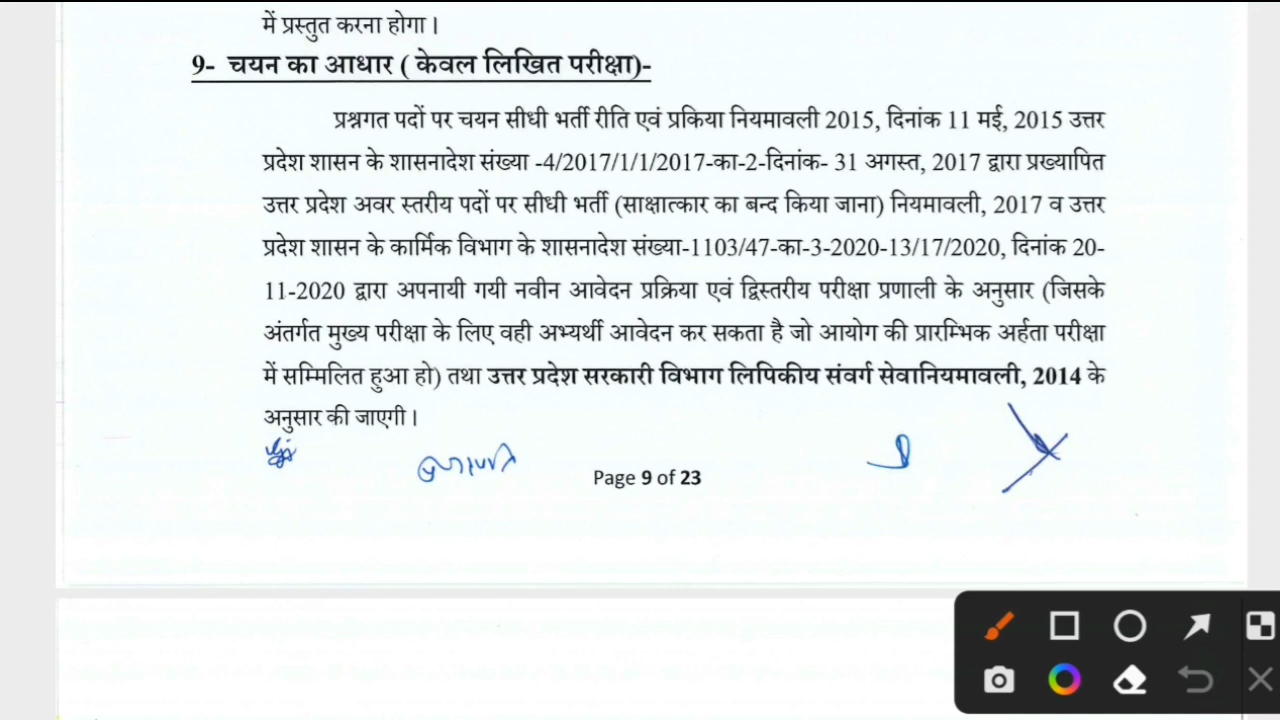 में प्रस्तुत करना होगा।
9- चयन का आधार ( केवल लिखित परीक्षा)-
प्रश्नगत पदों पर चयन सीधी भर्ती रीति एवं प्रकिया नियमावली 2015, दिनांक 11 मई, 2015 उत्तर
प्रदेश शासन के शासनादेश संख्या -4/2017/1/1/2017-का-2-दिनांक- 31 अगस्त, 2017 द्वारा प्रख्यापित
उत्तर प्रदेश अवर स्तरीय पदों पर सीधी भर्ती (साक्षात्कार का बन्द किया जाना) नियमावली, 2017 व उत्तर
प्रदेश शासन के कार्मिक विभाग के शासनादेश संख्या-1103/47-का-3-2020-13/17/2020, दिनांक 20-
11-2020 द्वारा अपनायी गयी नवीन आवेदन प्रक्रिया एवं द्विस्तरीय परीक्षा प्रणाली के अनुसार (जिसके
अंतर्गत मुख्य परीक्षा के लिए वही अभ्यर्थी आवेदन कर सकता है जो आयोग की प्रारम्भिक अर्हता परीक्षा
में सम्मिलित हुआ हो) तथा उत्तर प्रदेश सरकारी विभाग लिपिकीय संवर्ग सेवानियमावली, 2014 के
अनुसार की जाएगी।
Page 9 of 23